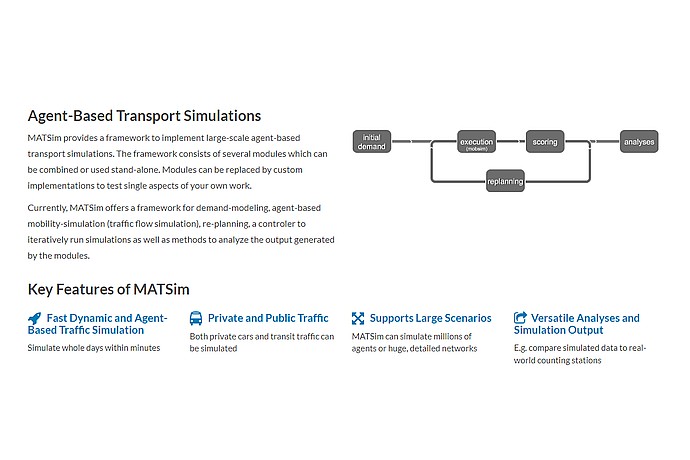 Agent-Based Transport Simulations
MATSim provides a framework to implement large-scale agent-based
transport simulations. The framework consists of several modules which can
be combined or used stand-alone. Modules can be replaced by custom
implementations to test single aspects of your own work.
Currently, MATSim offers a framework for demand-modeling, agent-based
mobility-simulation (traffic flow simulation), re-planning, a controler to
iteratively run simulations as well as methods to analyze the output generated
by the modules.
initial
demand
execution
(mobsim)
scoring
analyses
replanning
Key Features of MATSim
Fast Dynamic and Agent-
Based Traffic Simulation
Simulate whole days within minutes
Private and Public Traffic
Both private cars and transit traffic can
be simulated
Supports Large Scenarios
MATSim can simulate millions of
agents or huge, detailed networks
Versatile Analyses and
Simulation Output
E.g. compare simulated data to real-
world counting stations